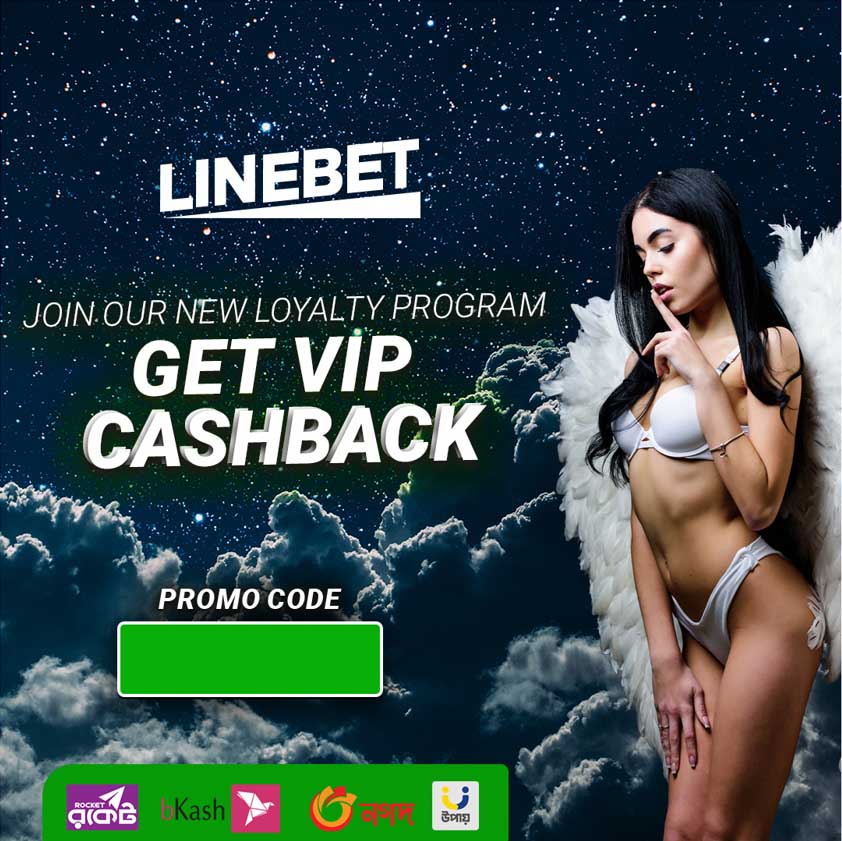 LINEBET
JOIN OUR NEW LOYALTY PROGRAM
GET VIP
CASHBACK
PROMO CODE
ROCKET
রকেট
bKash
নগদ
উপায়